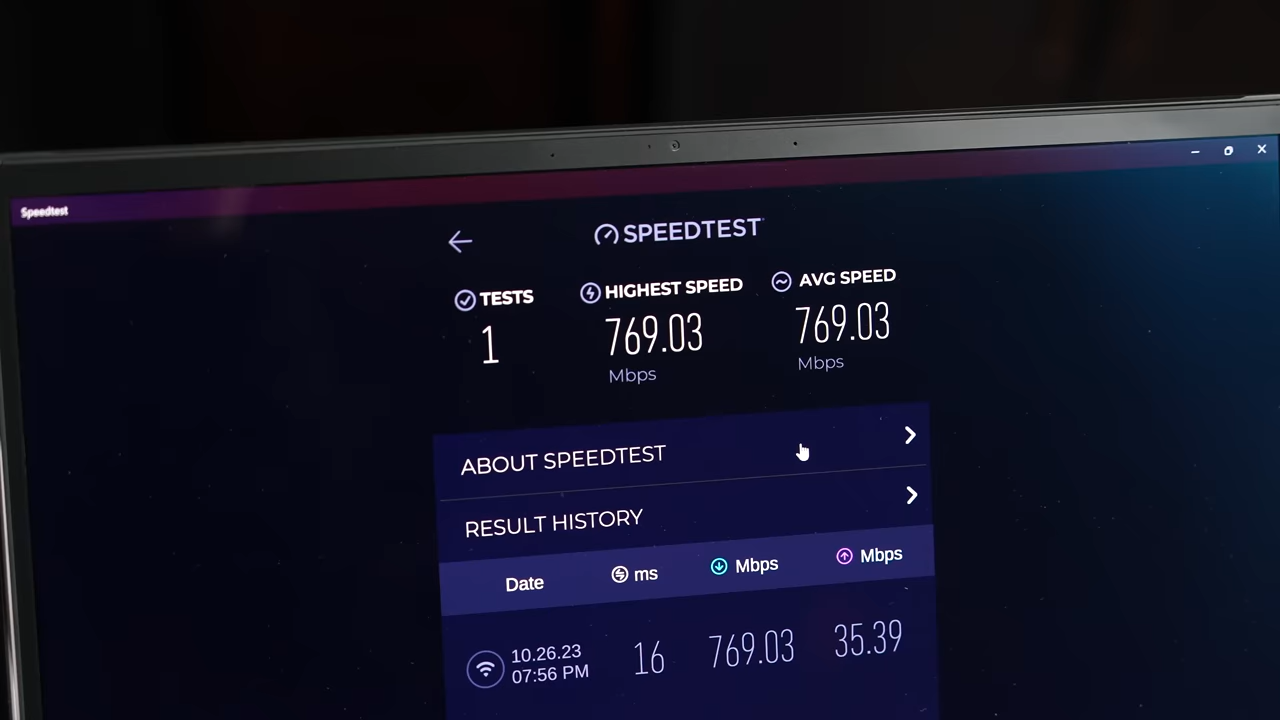 Speedtest
SPEEDTEST
TESTS HIGHEST SPEED AVG SPEED
1 769.03 769.03
Mbps Mbps
ABOUT SPEEDTEST
RESULT HISTORY
Date ms Mbps Mbps
10.26.23
07:56 PM 16 769.03 35.39